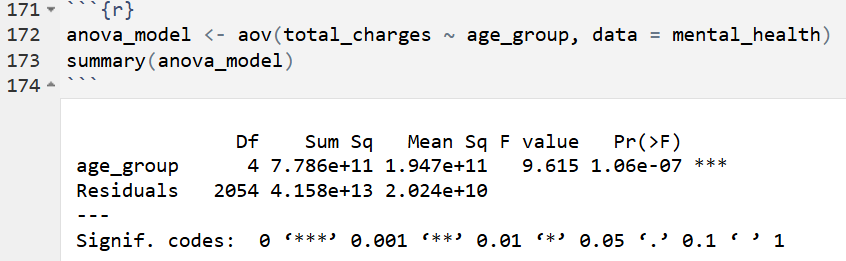 171 ```{r}
172 anova_model <- aov(total_charges ~ age_group, data = mental_health)
173 summary(anova_model)
174 ```
Df Sum Sq Mean Sq F value Pr(>F)
age_group 4 7.786e+11 1.947e+11 9.615 1.06e-07 ***
Residuals 2054 4.158e+13 2.024e+10
---
Signif. codes: 0 ‘***’ 0.001 ‘**’ 0.01 ‘*’ 0.05 ‘.’ 0.1 ‘ ’ 1